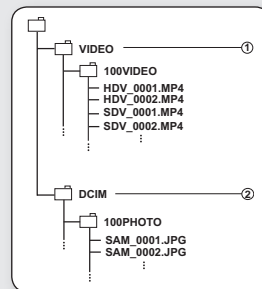 VIDEO ①
100VIDEO
HDV_0001.MP4
HDV_0002.MP4
SDV_0001.MP4
SDV_0002.MP4
DCIM ②
100PHOTO
SAM_0001.JPG
SAM_0002.JPG